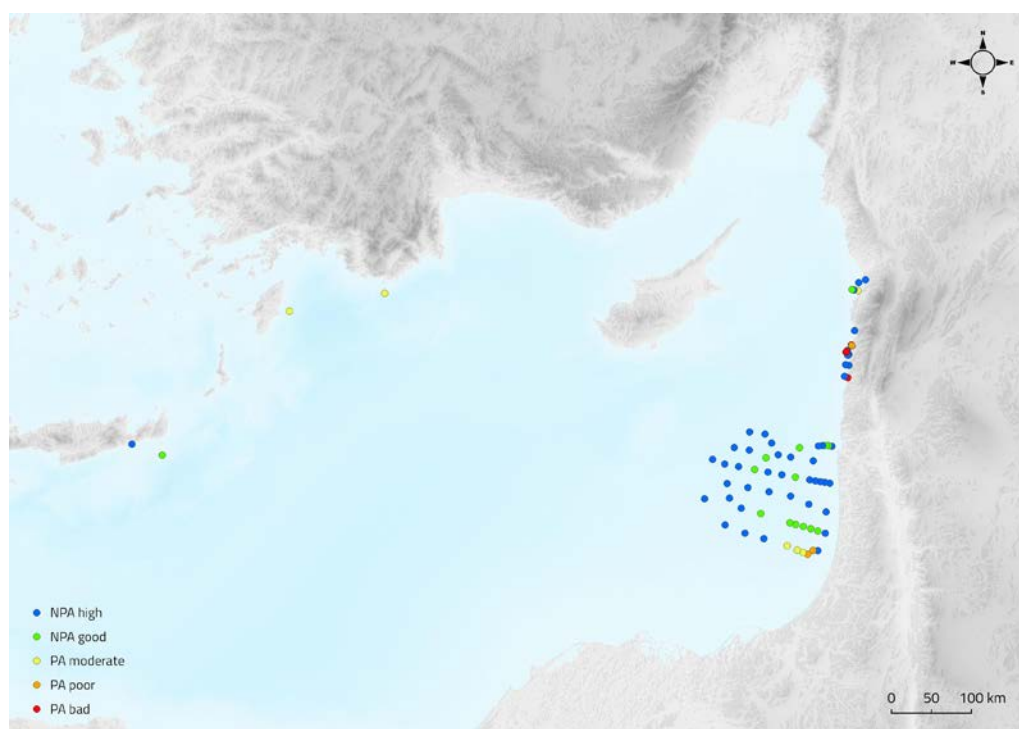 N
W E
S
NPA high
NPA good
PA moderate
PA poor
PA bad
0 50 100 km